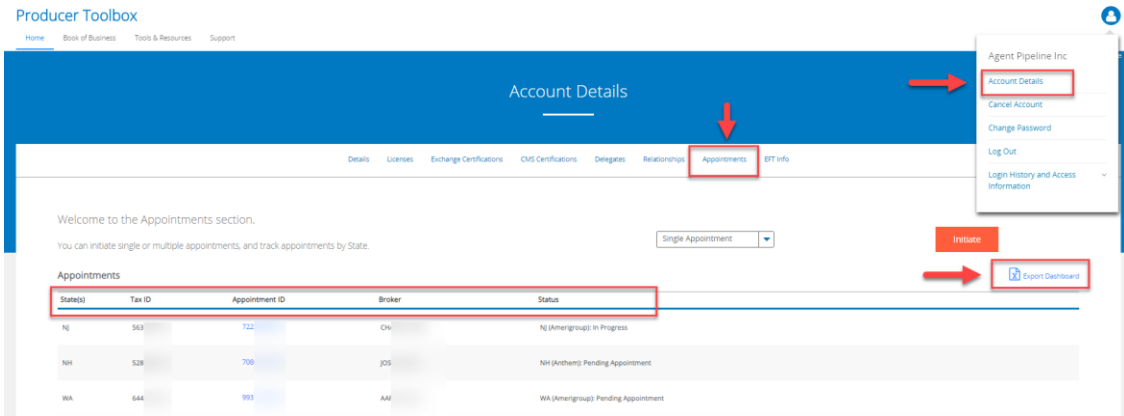 Producer Toolbox
Home Book of Business Tools & Resources Support
Agent Pipeline Inc
Account Details
Cancel Account
Change Password
Log Out
Login History and Access
Information
Account Details
Details Licenses Exchange Certifications CMS Certifications Delegates Relationships Appointments EFT Info
Welcome to the Appointments section.
You can initiate single or multiple appointments, and track appointments by State.
Single Appointment
Initiate
Export Dashboard
Appointments
State(s) Tax ID Appointment ID Broker Status
NJ 563 722 CHA NJ (Amerigroup): In Progress
NH 528 708 JOS NH (Anthem): Pending Appointment
WA 644 993 AAR WA (Amerigroup): Pending Appointment